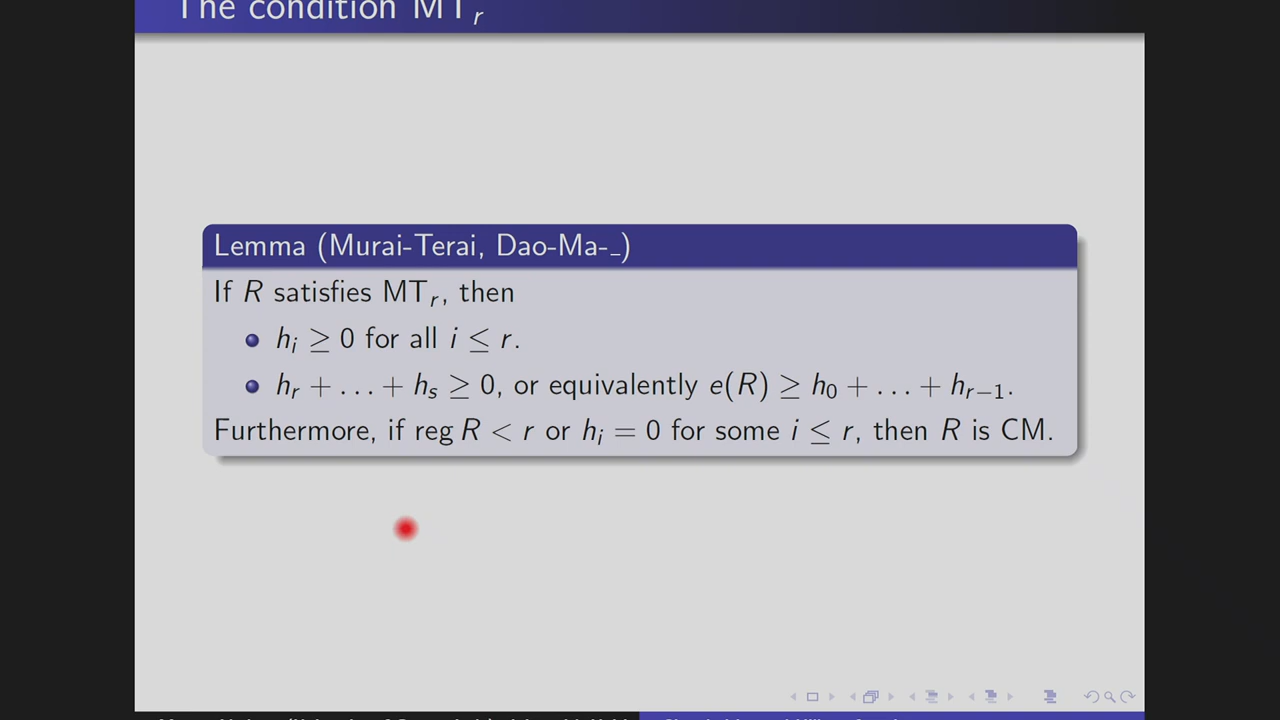 The condition MT_r
Lemma (Murai-Terai, Dao-Ma-_)
If R satisfies MT_r, then
h_i ≥ 0 for all i ≤ r.
h_r + . . . + h_s ≥ 0, or equivalently e(R) ≥ h_0 + . . . + h_{r−1}.
Furthermore, if reg R < r or h_i = 0 for some i ≤ r, then R is CM.